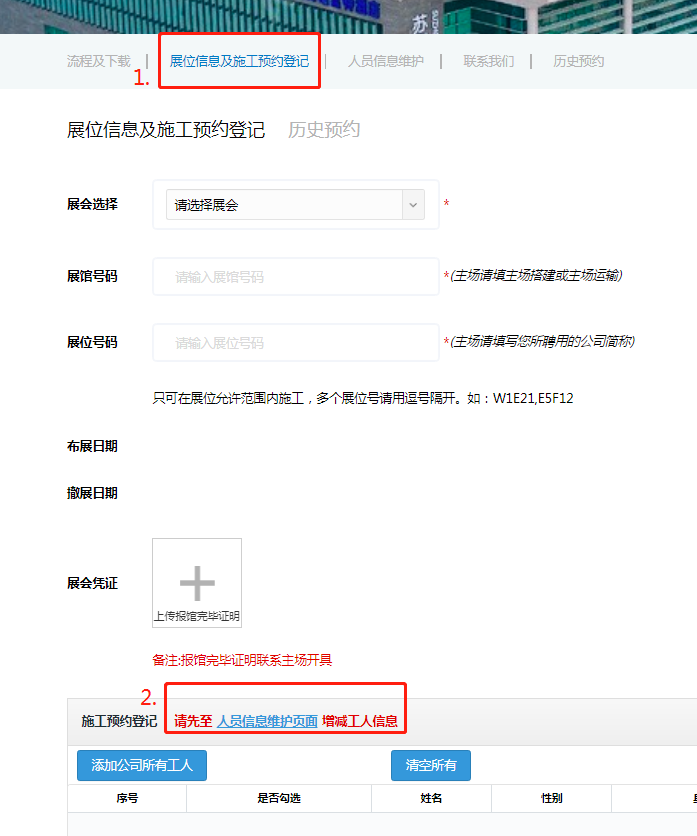 苏
流程及下载 | 展位信息及施工预约登记 | 人员信息维护 | 联系我们 | 历史预约
1.
展位信息及施工预约登记 历史预约
展会选择 请选择展会 *
展馆号码 请输入展馆号码 *(主场请填主场搭建或主场运输)
展位号码 请输入展位号码 *(主场请填写您所聘用的公司简称)
只可在展位允许范围内施工，多个展位号请用逗号隔开。如：W1E21,E5F12
布展日期
撤展日期
展会凭证
上传报馆完毕证明
备注:报馆完毕证明联系主场开具
2.
施工预约登记 请先至 人员信息维护页面 增减工人信息
添加公司所有工人 清空所有
序号 是否勾选 姓名 性别